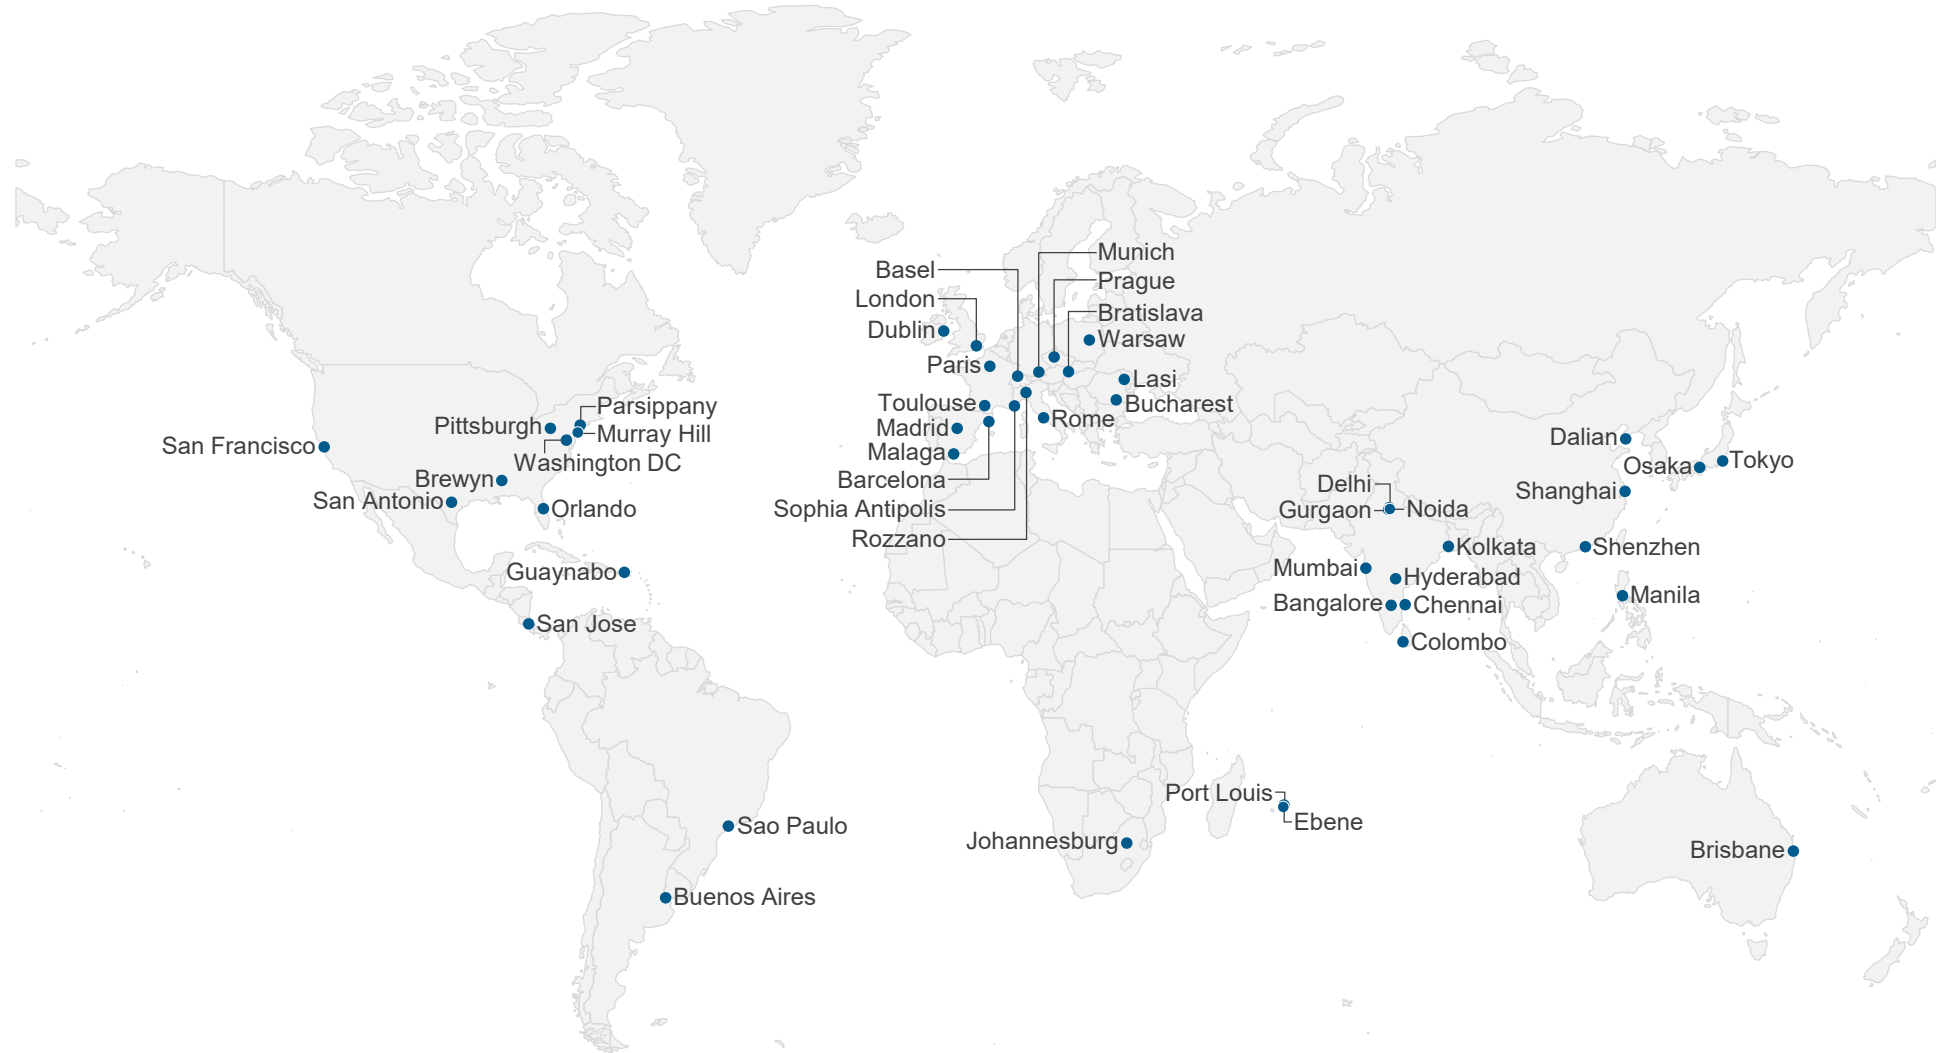 Munich
Basel
Prague
London
Bratislava
Dublin
Warsaw
Paris
Lasi
Toulouse
Bucharest
Parsippany
Rome
Pittsburgh
Madrid
Murray Hill
Dalian
San Francisco
Malaga
Washington DC
Osaka
Tokyo
Brewyn
Barcelona
Delhi
Shanghai
San Antonio
Orlando
Sophia Antipolis
Gurgaon
Noida
Rozzano
Kolkata
Shenzhen
Guaynabo
Mumbai
Hyderabad
Manila
Bangalore
Chennai
San Jose
Colombo
Port Louis
Ebene
Sao Paulo
Johannesburg
Brisbane
Buenos Aires